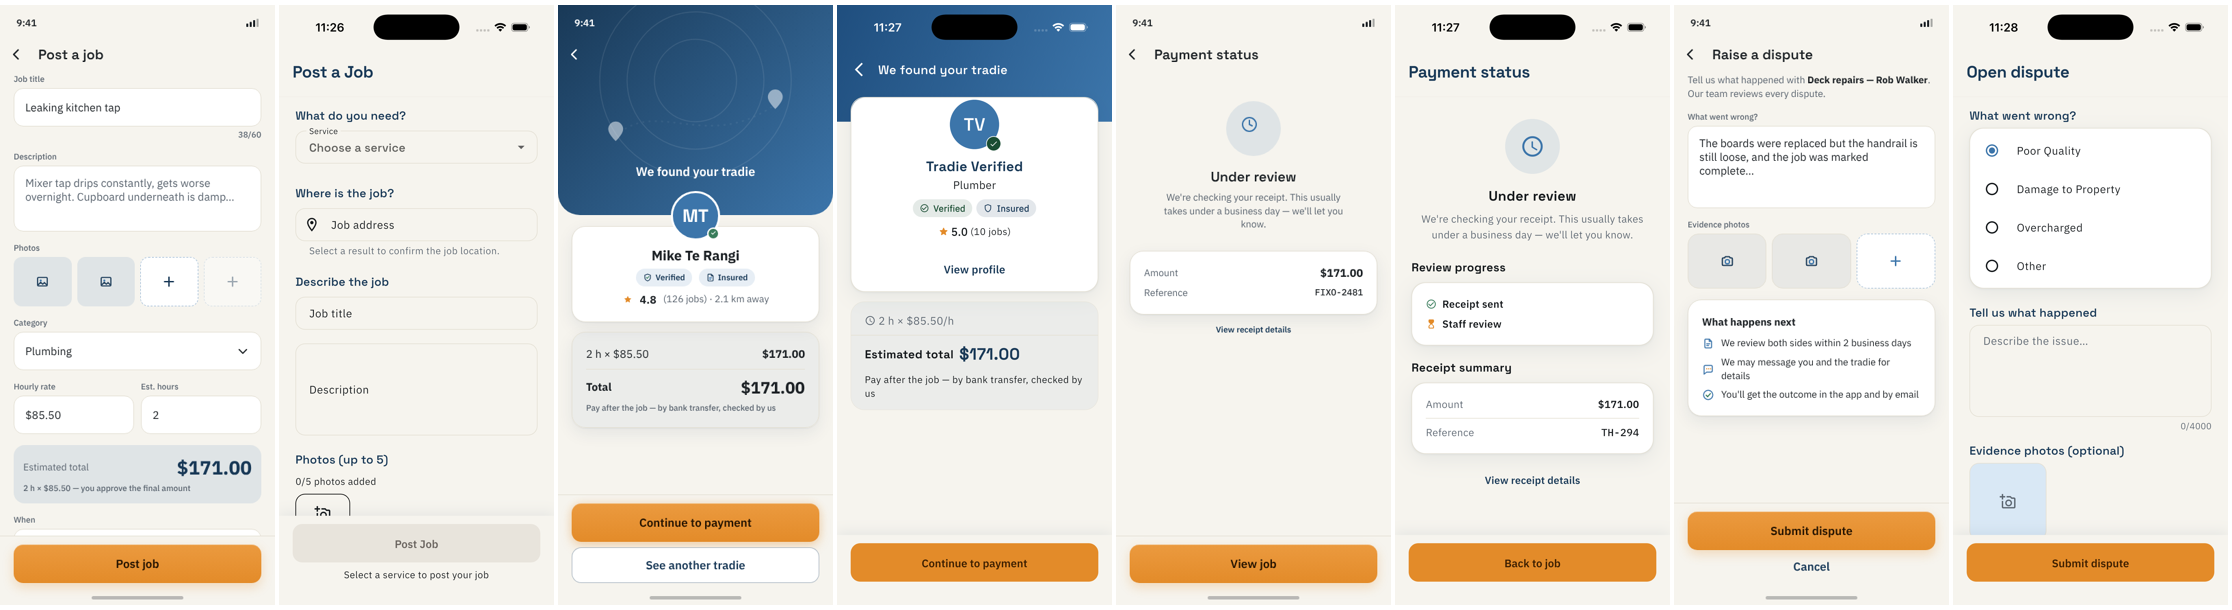 9:41
Post a job
Job title
Leaking kitchen tap
38/60
Description
Mixer tap drips constantly, gets worse
overnight. Cupboard underneath is damp...
Photos
Category
Plumbing
Hourly rate
Est. hours
$85.50
2
Estimated total
$171.00
2 h × $85.50 — you approve the final amount
When
Post job
11:26
Post a Job
What do you need?
Service
Choose a service
Where is the job?
Job address
Select a result to confirm the job location.
Describe the job
Job title
Description
Photos (up to 5)
0/5 photos added
Post Job
Select a service to post your job
9:41
We found your tradie
MT
Mike Te Rangi
Verified
Insured
4.8 (126 jobs) · 2.1 km away
2 h × $85.50
$171.00
Total
$171.00
Pay after the job — by bank transfer, checked by us
Continue to payment
See another tradie
11:27
We found your tradie
TV
Tradie Verified
Plumber
Verified
Insured
5.0 (10 jobs)
View profile
2 h × $85.50/h
Estimated total $171.00
Pay after the job — by bank transfer, checked by
us
Continue to payment
9:41
Payment status
Under review
We're checking your receipt. This usually
takes under a business day — we'll let you
know.
Amount
$171.00
Reference
FIXO-2481
View receipt details
View job
11:27
Payment status
Under review
We're checking your receipt. This usually takes
under a business day — we'll let you know.
Review progress
Receipt sent
Staff review
Receipt summary
Amount
$171.00
Reference
TH-294
View receipt details
Back to job
9:41
Raise a dispute
Tell us what happened with Deck repairs — Rob Walker.
Our team reviews every dispute.
What went wrong?
The boards were replaced but the handrail is
still loose, and the job was marked
complete...
Evidence photos
What happens next
We review both sides within 2 business days
We may message you and the tradie for
details
You'll get the outcome in the app and by email
Submit dispute
Cancel
11:28
Open dispute
What went wrong?
Poor Quality
Damage to Property
Overcharged
Other
Tell us what happened
Describe the issue...
0/4000
Evidence photos (optional)
Submit dispute